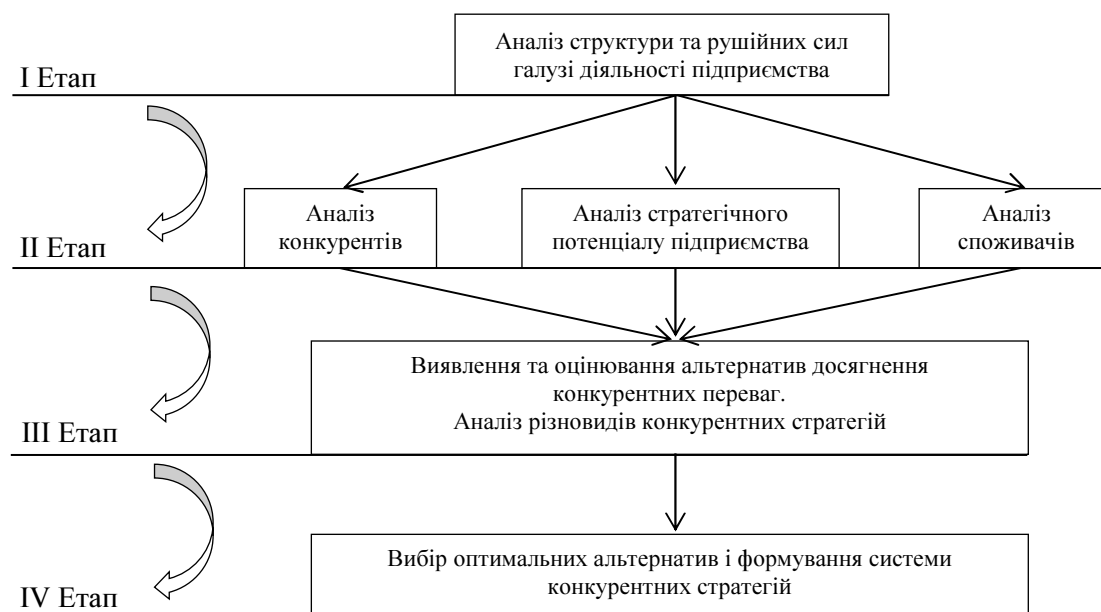 Аналіз структури та рушійних сил
галузі діяльності підприємства
І Етап
Аналіз
конкурентів
Аналіз стратегічного
потенціалу підприємства
Аналіз
споживачів
ІІ Етап
Виявлення та оцінювання альтернатив досягнення
конкурентних переваг.
Аналіз різновидів конкурентних стратегій
ІІІ Етап
Вибір оптимальних альтернатив і формування системи
конкурентних стратегій
IV Етап